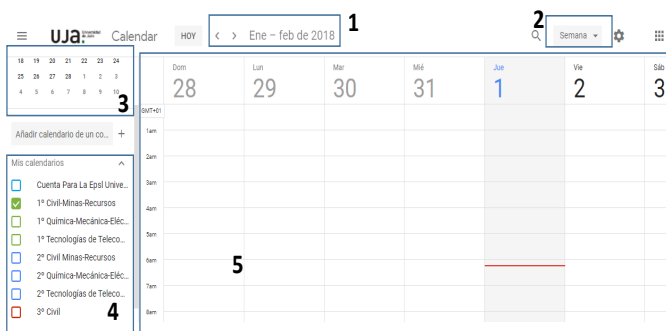 UJa: Universidad de Jaén Calendar HOY < > Ene – feb de 2018 1 2 Semana
18 19 20 21 22 23 24
25 26 27 28 1 2 3
4 5 6 7 8 9 10
3
Añadir calendario de un co... +
Mis calendarios
Cuenta Para La Epsl Unive...
1º Civil-Minas-Recursos
1º Química-Mecánica-Eléc...
1º Tecnologías de Teleco...
2º Civil Minas-Recursos
2º Química-Mecánica-Eléc...
2º Tecnologías de Teleco...
3º Civil
4
Dom Lun Mar Mié Jue Vie Sáb
28 29 30 31 1 2 3
GMT+01
1am
2am
3am
4am
5am
5
6am
7am
8am